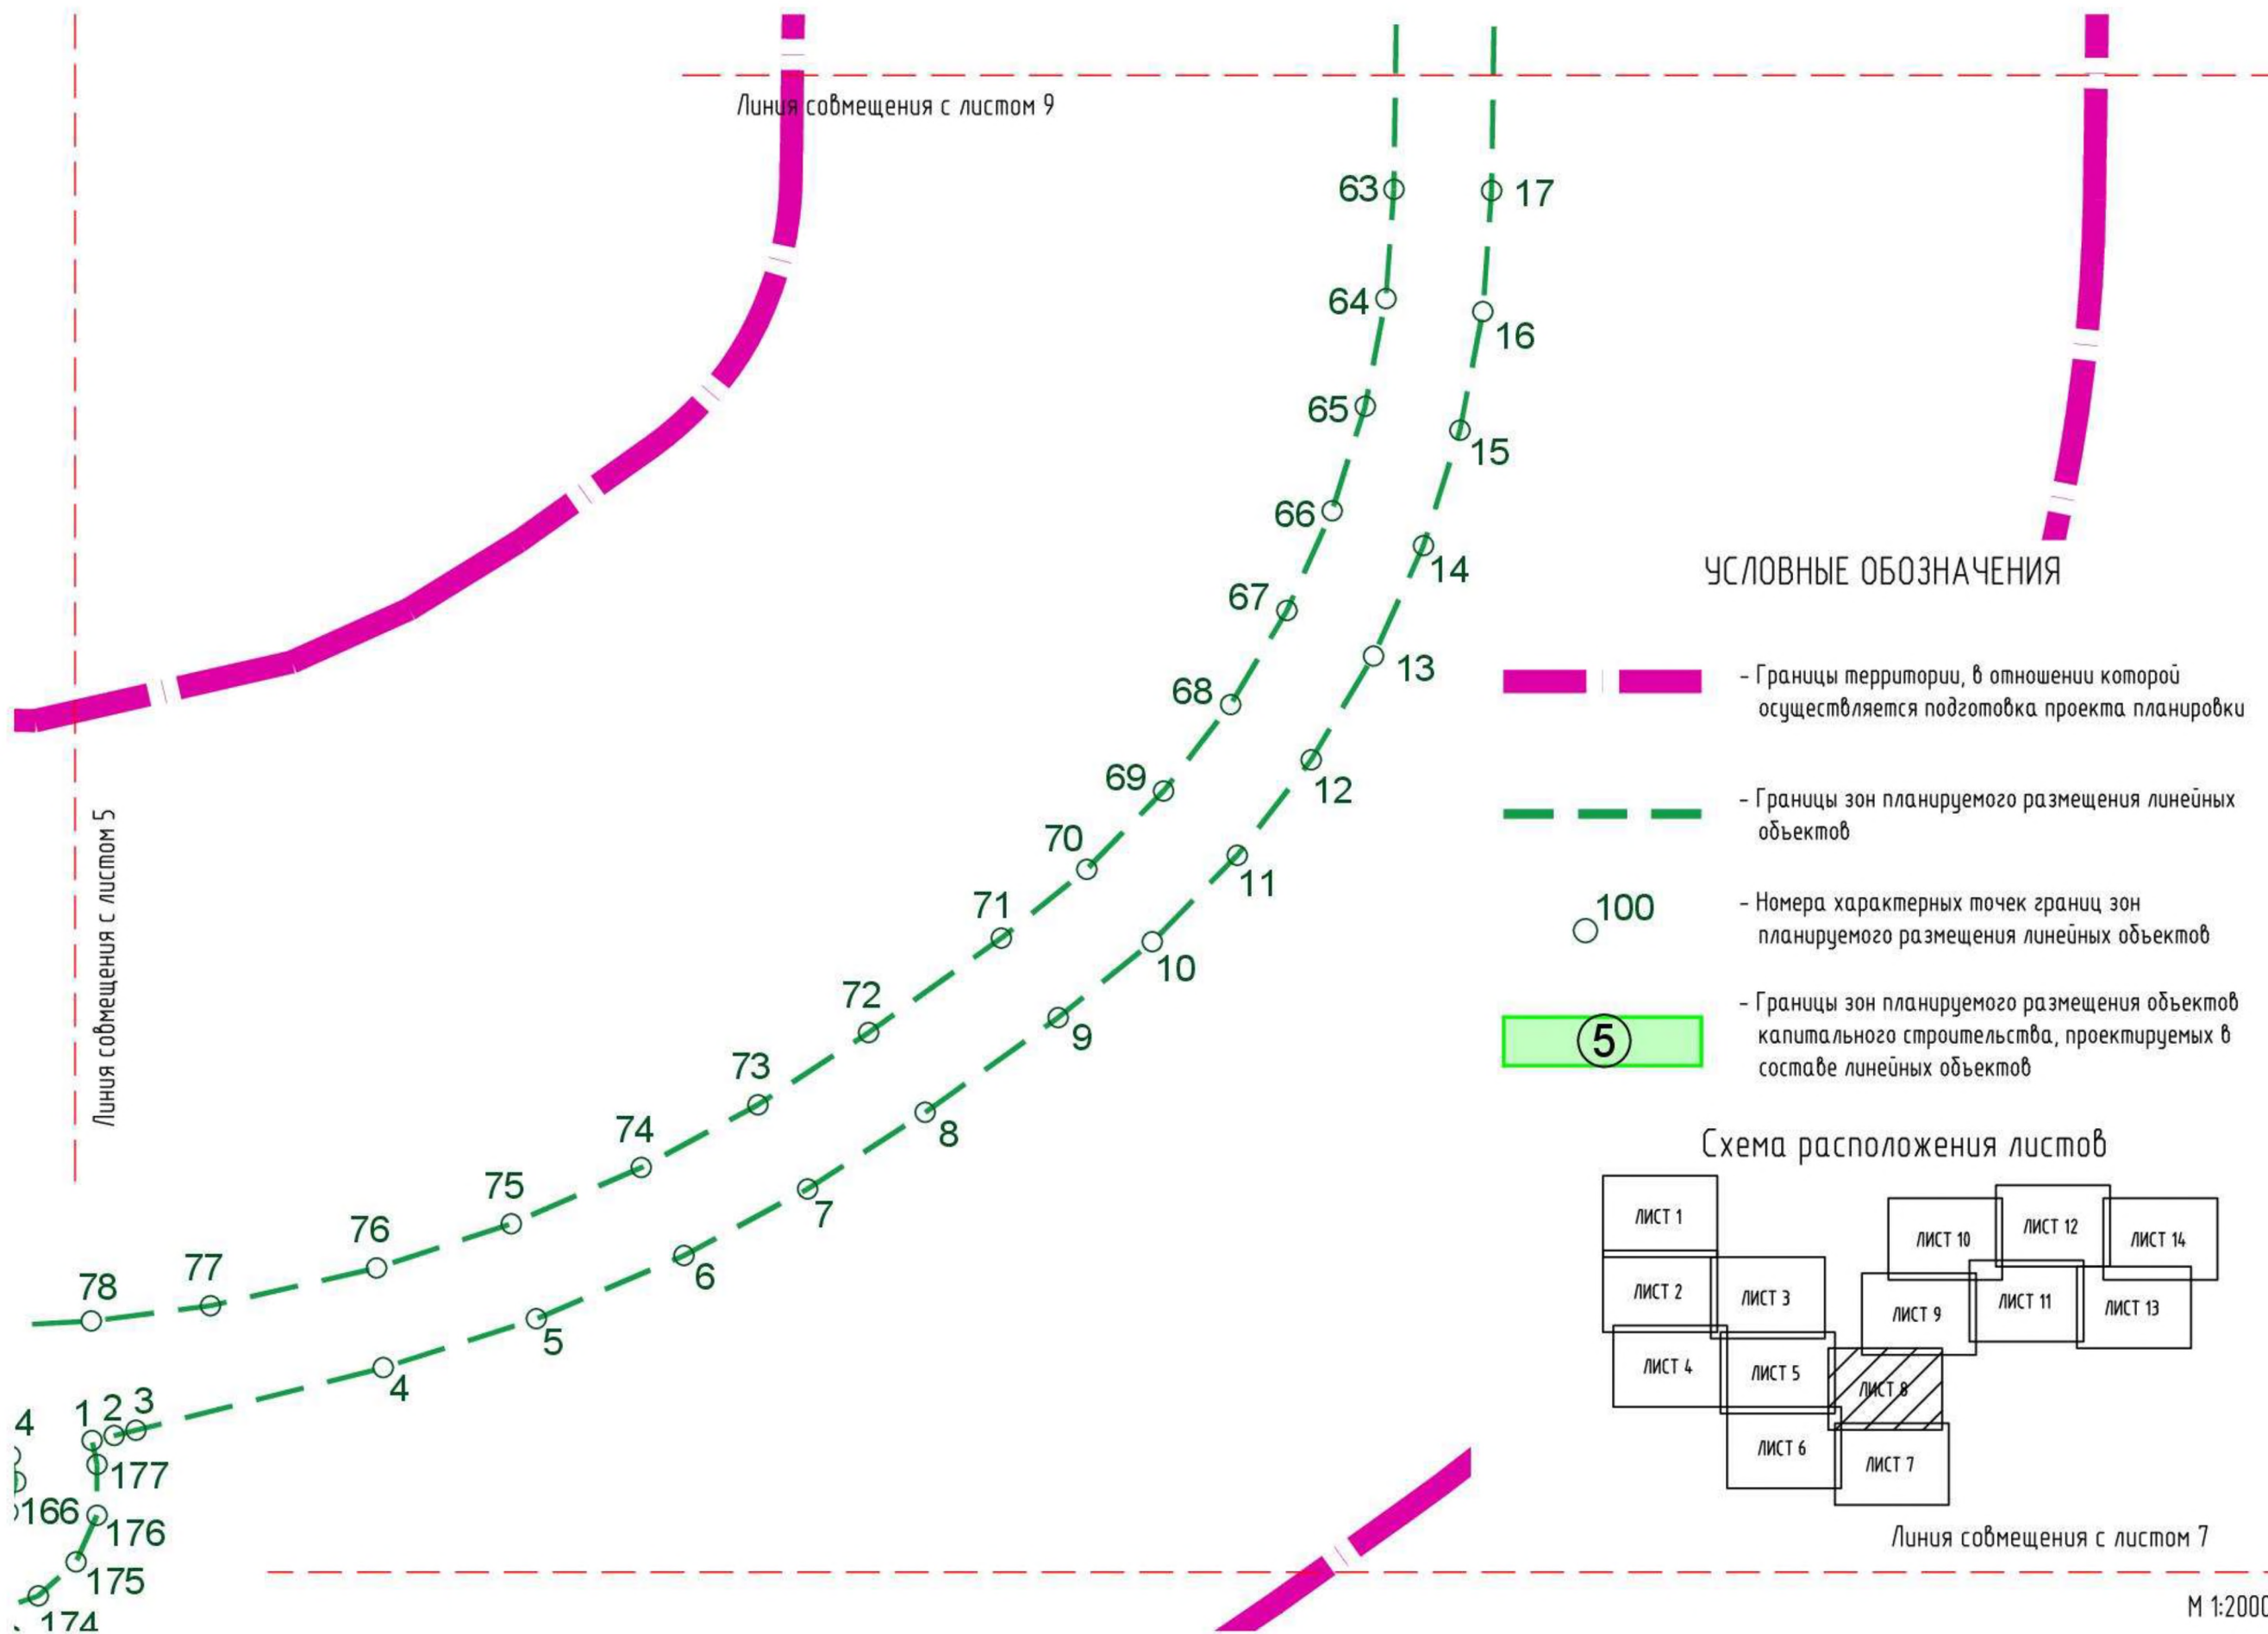 Линия совмещения с листом 9
63
17
64
16
65
15
66
14
67
13
68
12
69
11
70
10
71
9
72
8
73
7
74
6
75
5
76
4
77
78
3
2
1
4
177
166
176
175
174
Линия совмещения с листом 5
УСЛОВНЫЕ ОБОЗНАЧЕНИЯ
- Границы территории, в отношении которой
осуществляется подготовка проекта планировки
- Границы зон планируемого размещения линейных
объектов
100
- Номера характерных точек границ зон
планируемого размещения линейных объектов
5
- Границы зон планируемого размещения объектов
капитального строительства, проектируемых в
составе линейных объектов
Схема расположения листов
ЛИСТ 1
ЛИСТ 10
ЛИСТ 12
ЛИСТ 14
ЛИСТ 2
ЛИСТ 3
ЛИСТ 9
ЛИСТ 11
ЛИСТ 13
ЛИСТ 4
ЛИСТ 5
ЛИСТ 8
ЛИСТ 6
ЛИСТ 7
Линия совмещения с листом 7
М 1:2000